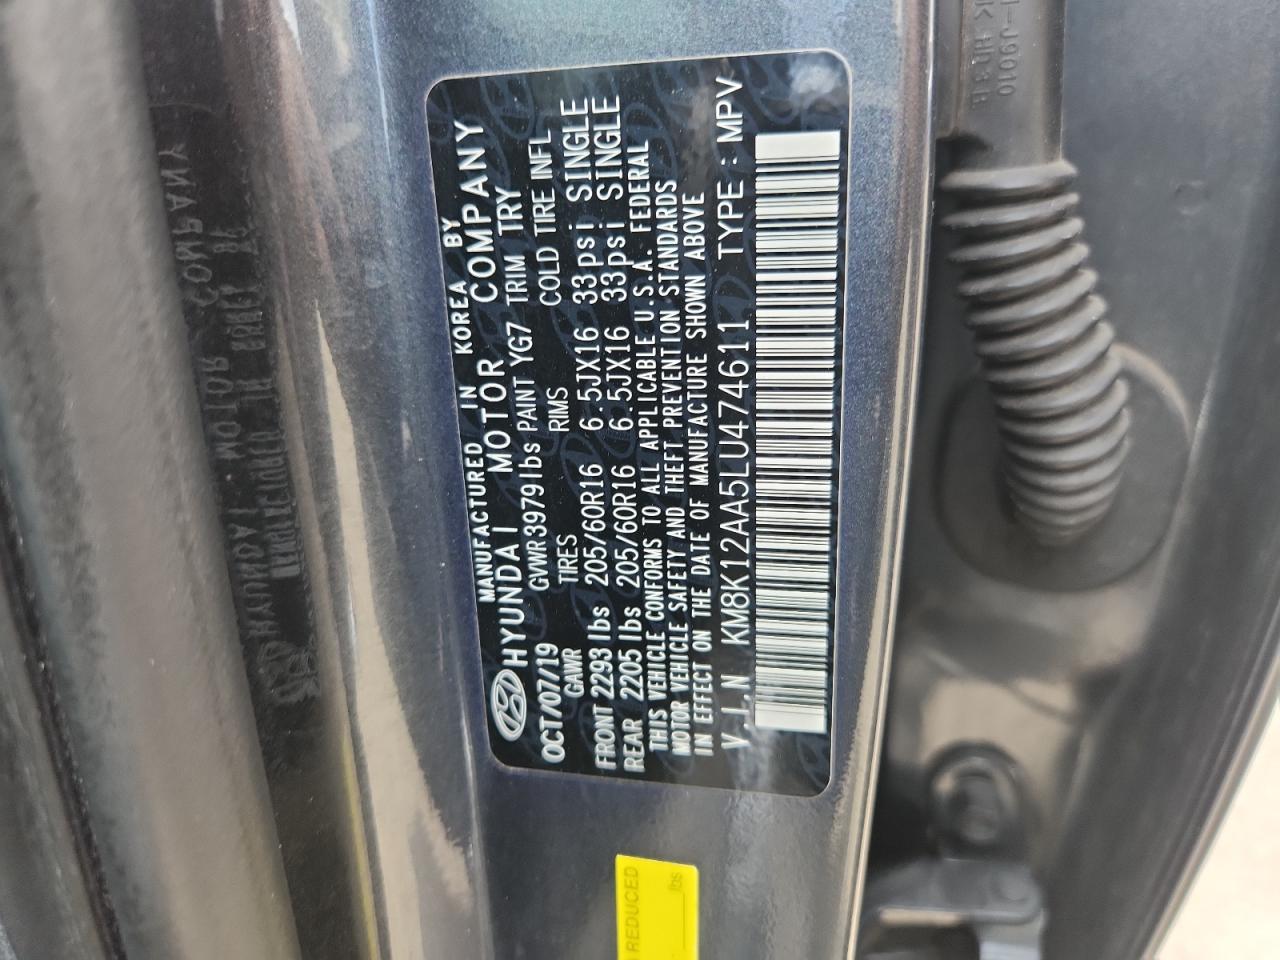 MANUFACTURED IN KOREA BY
HYUNDAI MOTOR COMPANY
OCT/07/19 GVWR 3979 lbs PAINT YG7 TRIM TRY
GAWR TIRES RIMS COLD TIRE INFL
FRONT 2293 lbs 205/60R16 6.5JX16 33psi SINGLE
REAR 2205 lbs 205/60R16 6.5JX16 33psi SINGLE
THIS VEHICLE CONFORMS TO ALL APPLICABLE U.S.A. FEDERAL
MOTOR VEHICLE SAFETY AND THEFT PREVENTION STANDARDS
IN EFFECT ON THE DATE OF MANUFACTURE SHOWN ABOVE
V.I.N KM8K12AA5LU474611 TYPE : MPV
REDUCED
lbs